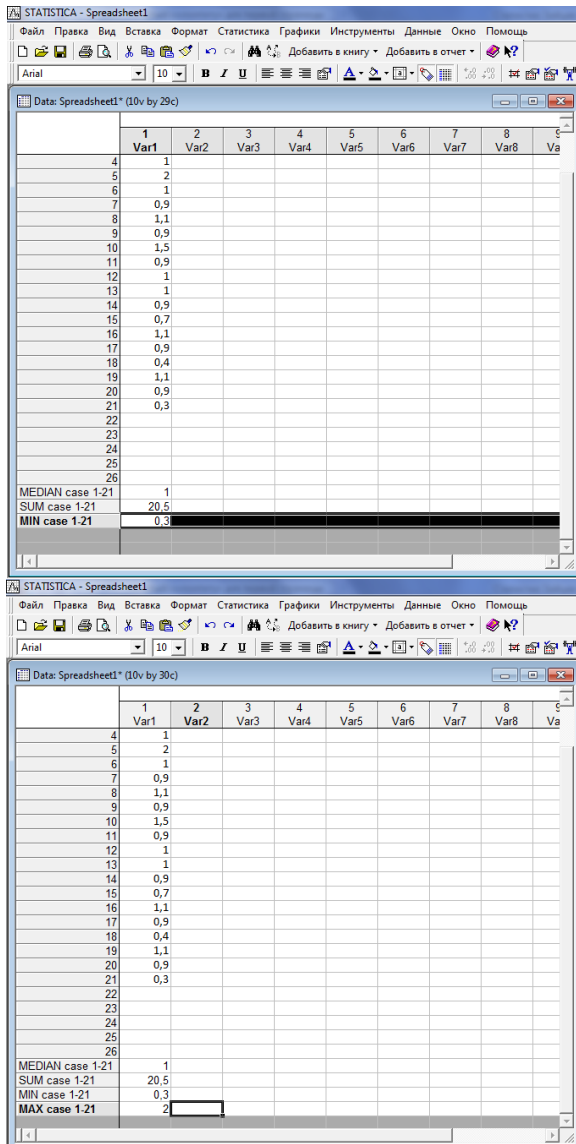 STATISTICA - Spreadsheet1
Файл Правка Вид Вставка Формат Статистика Графики Инструменты Данные Окно Помощь
Добавить в книгу Добавить в отчет
Arial 10 B I U
Data: Spreadsheet1* (10v by 29c)
1 2 3 4 5 6 7 8 9
Var1 Var2 Var3 Var4 Var5 Var6 Var7 Var8 Va
4 1
5 2
6 1
7 0,9
8 1,1
9 0,9
10 1,5
11 0,9
12 1
13 1
14 0,9
15 0,7
16 1,1
17 0,9
18 0,4
19 1,1
20 0,9
21 0,3
22
23
24
25
26
MEDIAN case 1-21 1
SUM case 1-21 20,5
MIN case 1-21 0,3
STATISTICA - Spreadsheet1
Файл Правка Вид Вставка Формат Статистика Графики Инструменты Данные Окно Помощь
Добавить в книгу Добавить в отчет
Arial 10 B I U
Data: Spreadsheet1* (10v by 30c)
1 2 3 4 5 6 7 8 9
Var1 Var2 Var3 Var4 Var5 Var6 Var7 Var8 Va
4 1
5 2
6 1
7 0,9
8 1,1
9 0,9
10 1,5
11 0,9
12 1
13 1
14 0,9
15 0,7
16 1,1
17 0,9
18 0,4
19 1,1
20 0,9
21 0,3
22
23
24
25
26
MEDIAN case 1-21 1
SUM case 1-21 20,5
MIN case 1-21 0,3
MAX case 1-21 2